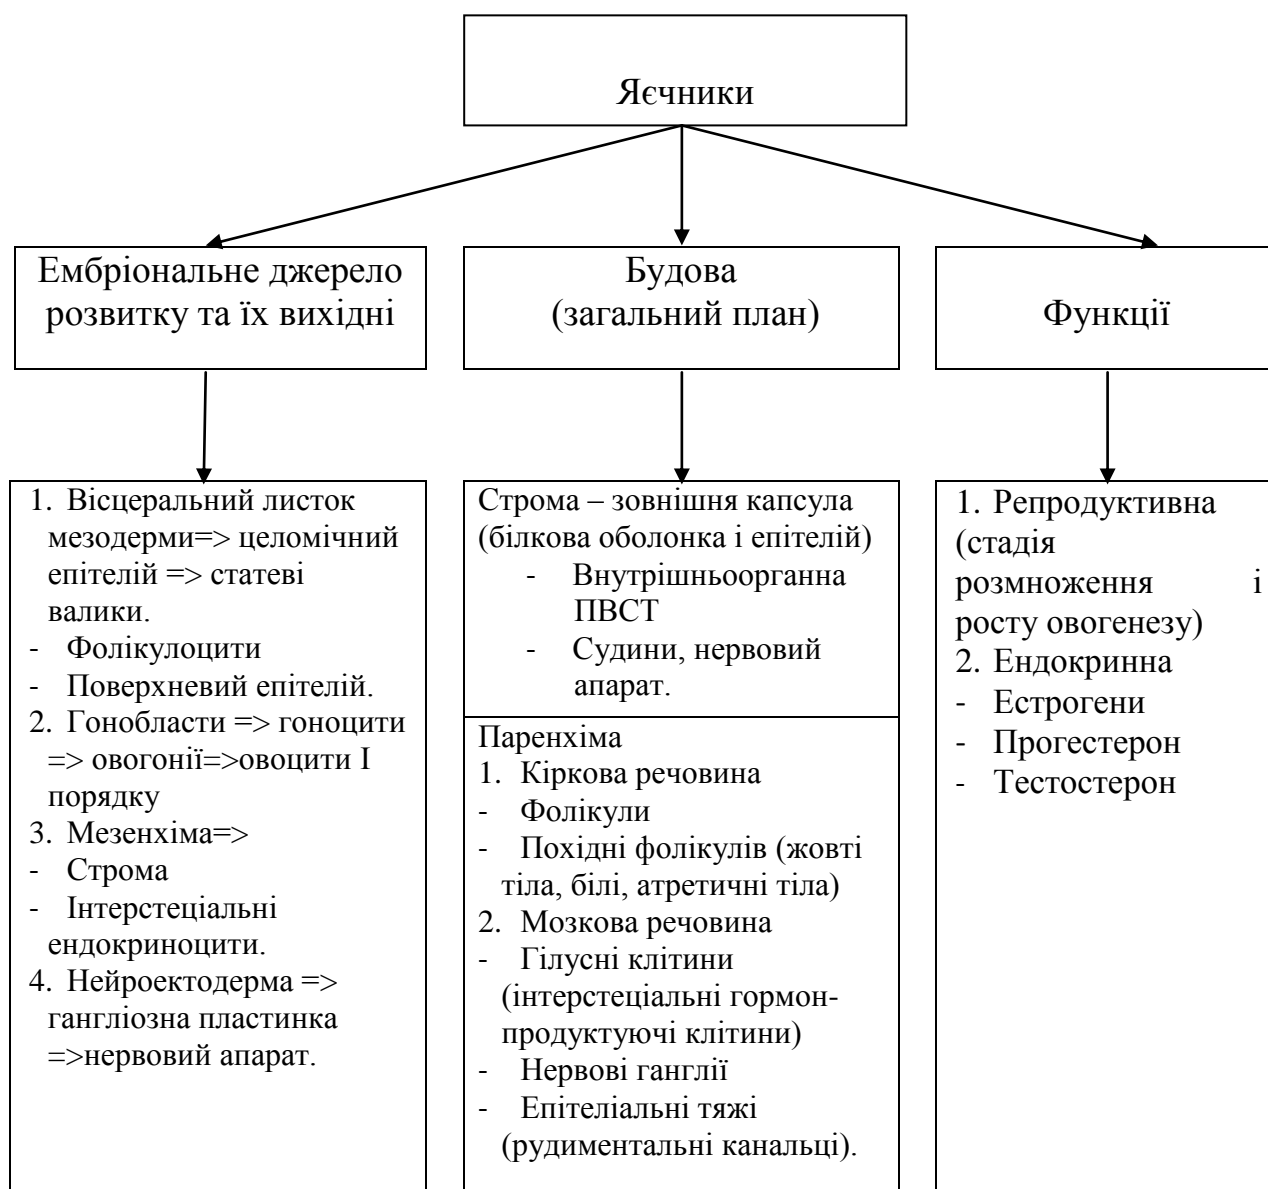 Яєчники
Ембріональне джерело
розвитку та їх вихідні
Будова
(загальний план)
Функції
1. Вісцеральний листок
мезодерми=> целомічний
епітелій => статеві
валики.
- Фолікулоцити
- Поверхневий епітелій.
2. Гонобласти => гоноцити
=> овогонії=>овоцити I
порядку
3. Мезенхіма=>
- Строма
- Інтерстеціальні
ендокриноцити.
4. Нейроектодерма =>
гангліозна пластинка
=>нервовий апарат.
Строма – зовнішня капсула
(білкова оболонка і епітелій)
- Внутрішньоорганна
ПВСТ
- Судини, нервовий
апарат.
Паренхіма
1. Кіркова речовина
- Фолікули
- Похідні фолікулів (жовті
тіла, білі, атретичні тіла)
2. Мозкова речовина
- Гілусні клітини
(інтерстеціальні гормон-
продуктуючі клітини)
- Нервові ганглії
- Епітеліальні тяжі
(рудиментальні канальці).
1. Репродуктивна
(стадія
розмноження і
росту овогенезу)
2. Ендокринна
- Естрогени
- Прогестерон
- Тестостерон